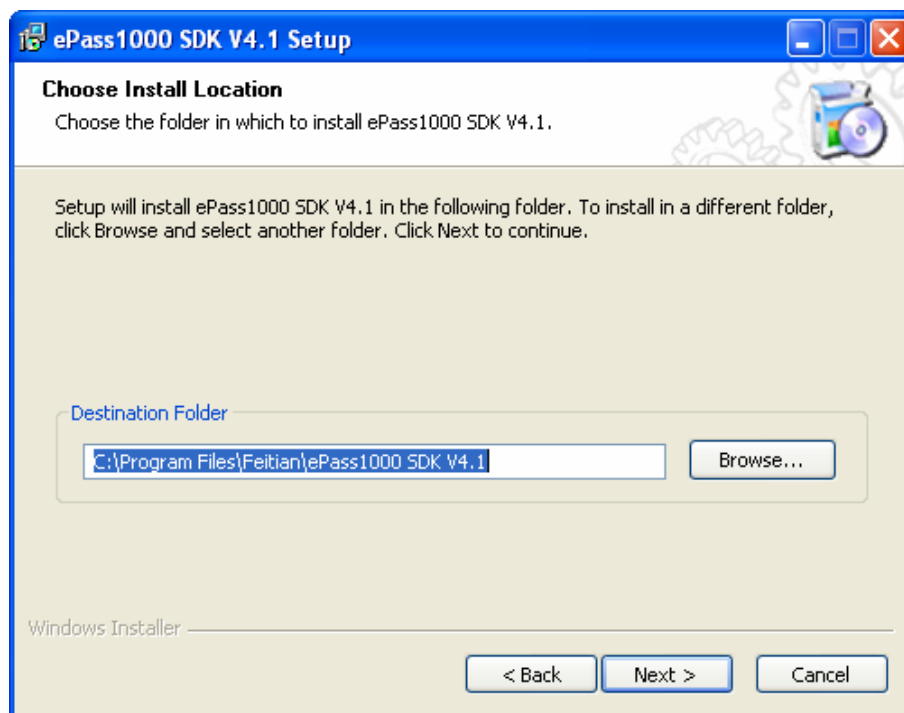 ePass1000 SDK V4.1 Setup
Choose Install Location
Choose the folder in which to install ePass1000 SDK V4.1.
Setup will install ePass1000 SDK V4.1 in the following folder. To install in a different folder,
click Browse and select another folder. Click Next to continue.
Destination Folder
C:\Program Files\Feitian\ePass1000 SDK V4.1
Browse...
Windows Installer
< Back
Next >
Cancel